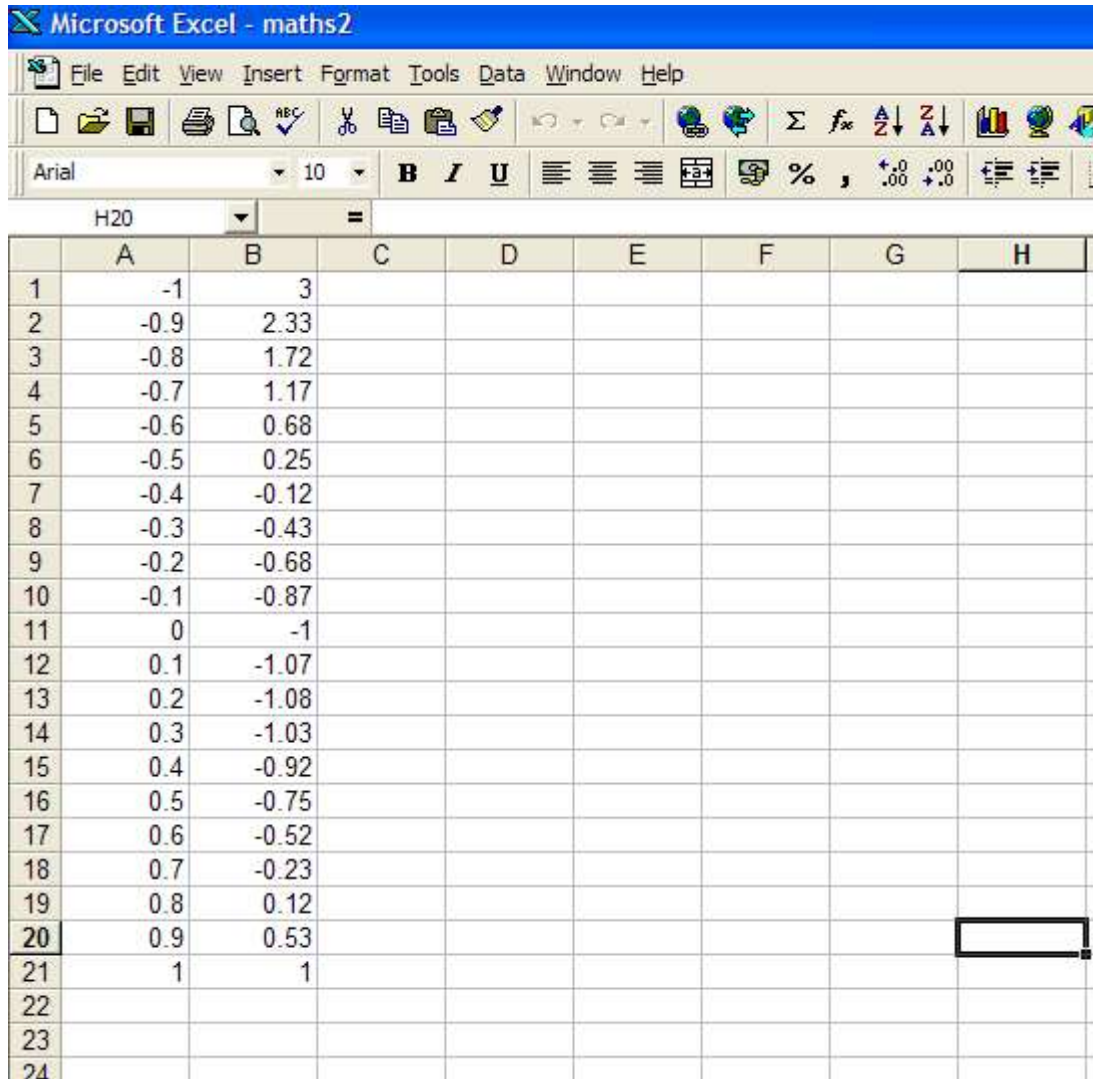 Microsoft Excel - maths2
File Edit View Insert Format Tools Data Window Help
ABC Σ fx A Z Z A
Arial 10 B I U a % , .0 .00 .00 .0
H20 =
A B C D E F G H
1 -1 3
2 -0.9 2.33
3 -0.8 1.72
4 -0.7 1.17
5 -0.6 0.68
6 -0.5 0.25
7 -0.4 -0.12
8 -0.3 -0.43
9 -0.2 -0.68
10 -0.1 -0.87
11 0 -1
12 0.1 -1.07
13 0.2 -1.08
14 0.3 -1.03
15 0.4 -0.92
16 0.5 -0.75
17 0.6 -0.52
18 0.7 -0.23
19 0.8 0.12
20 0.9 0.53
21 1 1
22
23
24